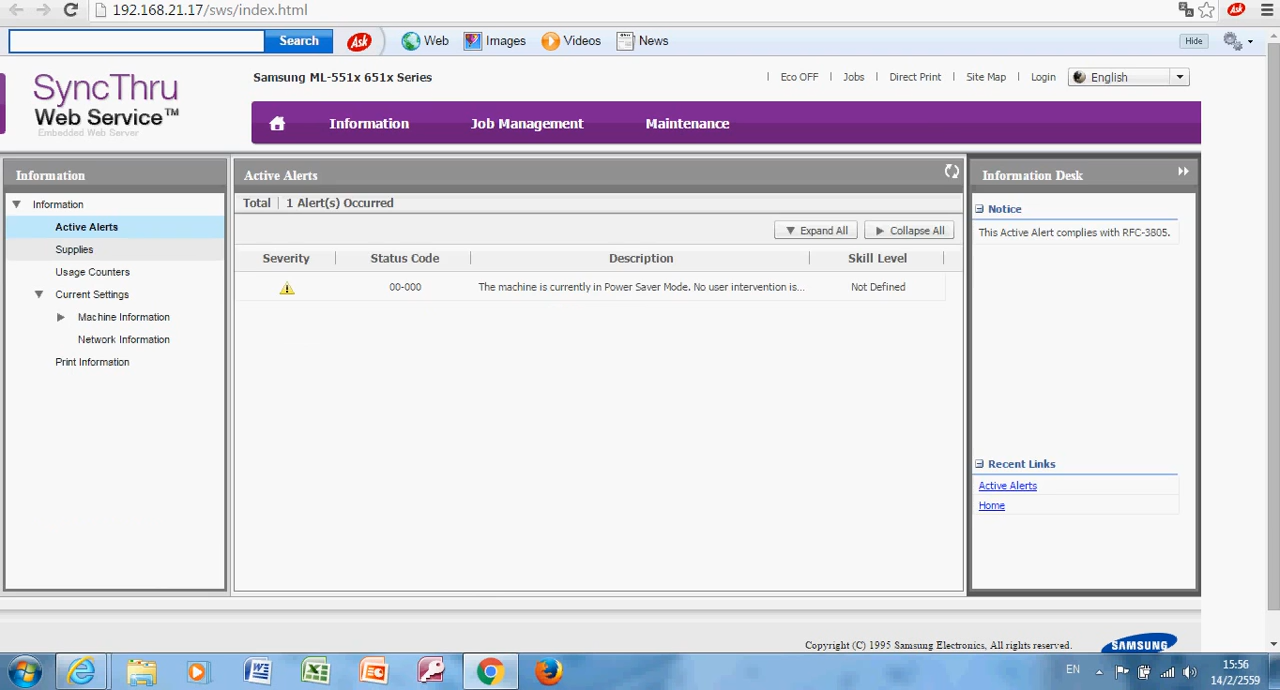 192.168.21.17/sws/index.html
Search
Ask
Web
Images
Videos
News
Hide
SyncThru
Web Service™
Embedded Web Server
Samsung ML-551x 651x Series
Eco OFF | Jobs | Direct Print | Site Map | Login
English
Information
Job Management
Maintenance
Information
Information
Active Alerts
Supplies
Usage Counters
Current Settings
Machine Information
Network Information
Print Information
Active Alerts
Total | 1 Alert(s) Occurred
Expand All
Collapse All
Severity | Status Code | Description | Skill Level
00-000 The machine is currently in Power Saver Mode. No user intervention is... Not Defined
Information Desk
Notice
This Active Alert complies with RFC-3805.
Recent Links
Active Alerts
Home
Copyright (C) 1995 Samsung Electronics, All rights reserved.
SAMSUNG
EN
15:56
14/2/2559